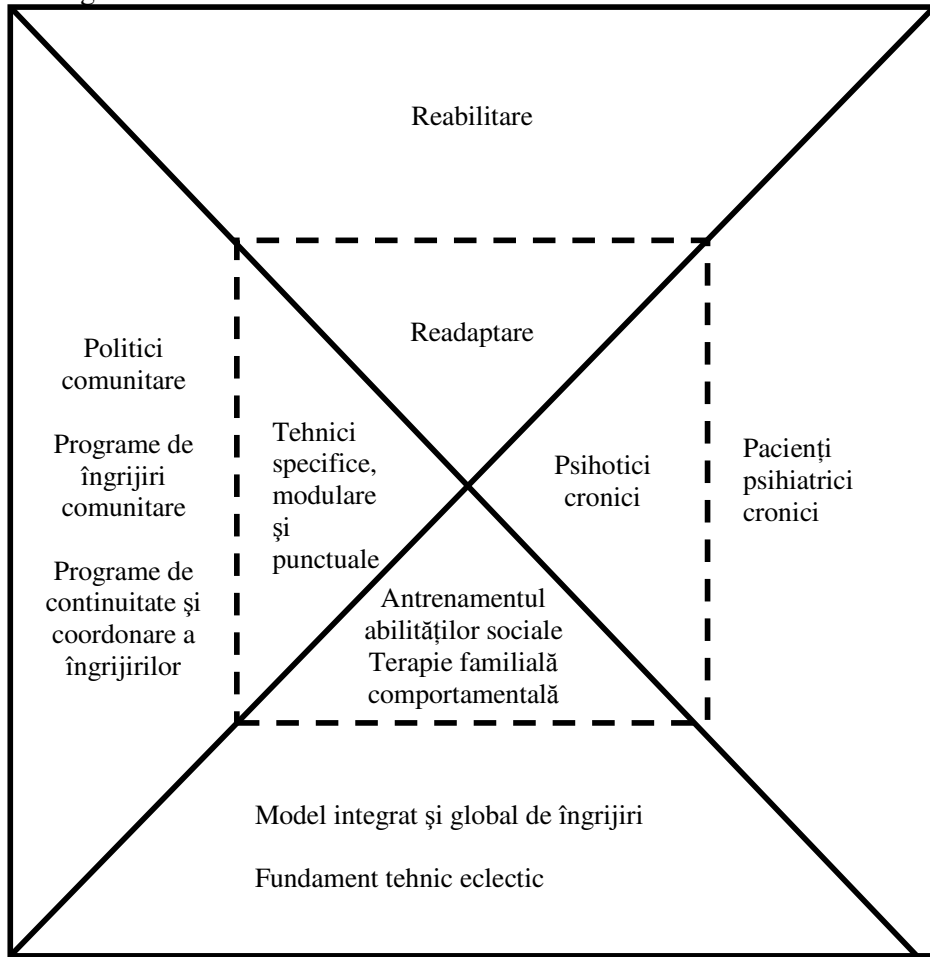 Reabilitare
Readaptare
Politici
comunitare
Programe de
îngrijiri
comunitare
Programe de
continuitate şi
coordonare a
îngrijirilor
Tehnici
specifice,
modulare
şi
punctuale
Psihotici
cronici
Pacienţi
psihiatrici
cronici
Antrenamentul
abilităţilor sociale
Terapie familială
comportamentală
Model integrat şi global de îngrijiri
Fundament tehnic eclectic